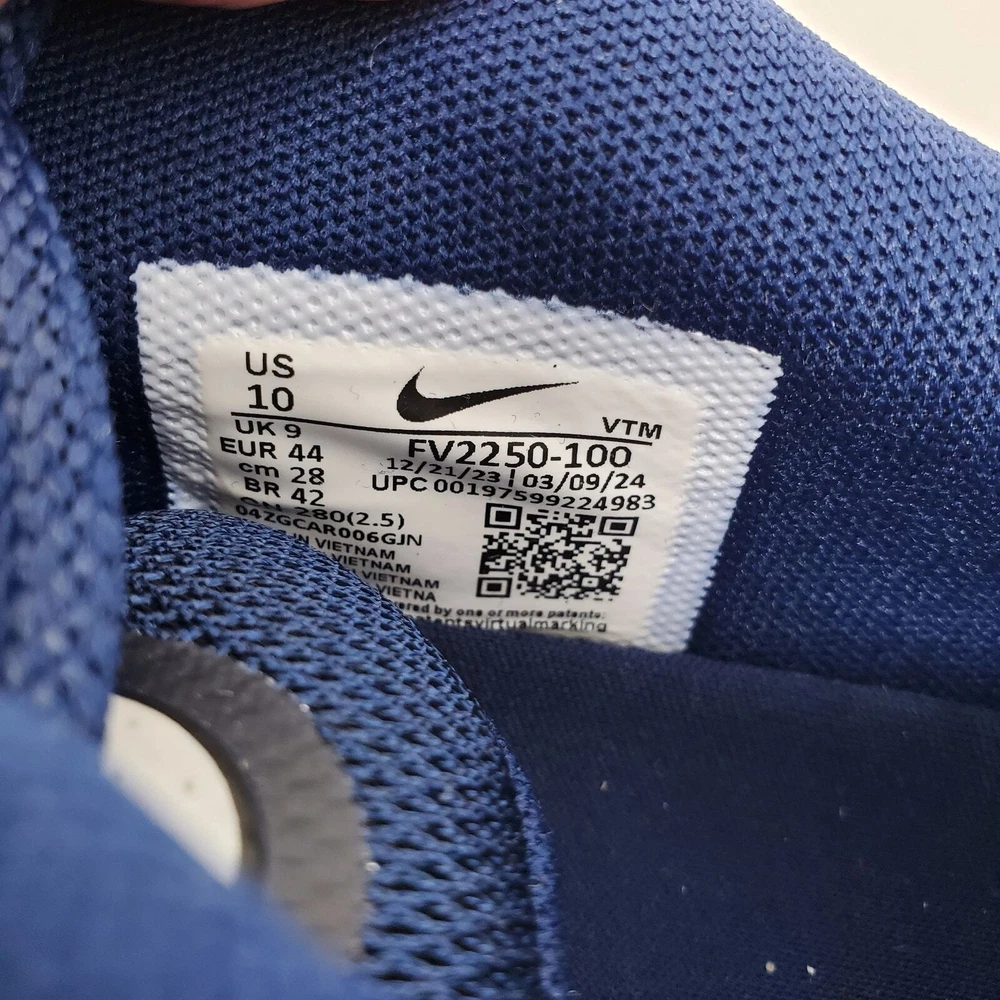 US
10
VTM
UK 9
FV2250-100
EUR 44
12/21/23 | 03/09/24
cm 28
UPC 00197599224983
BR 42
280(2.5)
04ZGCAR006GJN
VIETNAM
VIETNAM
VIETNAM
by one or more patents: